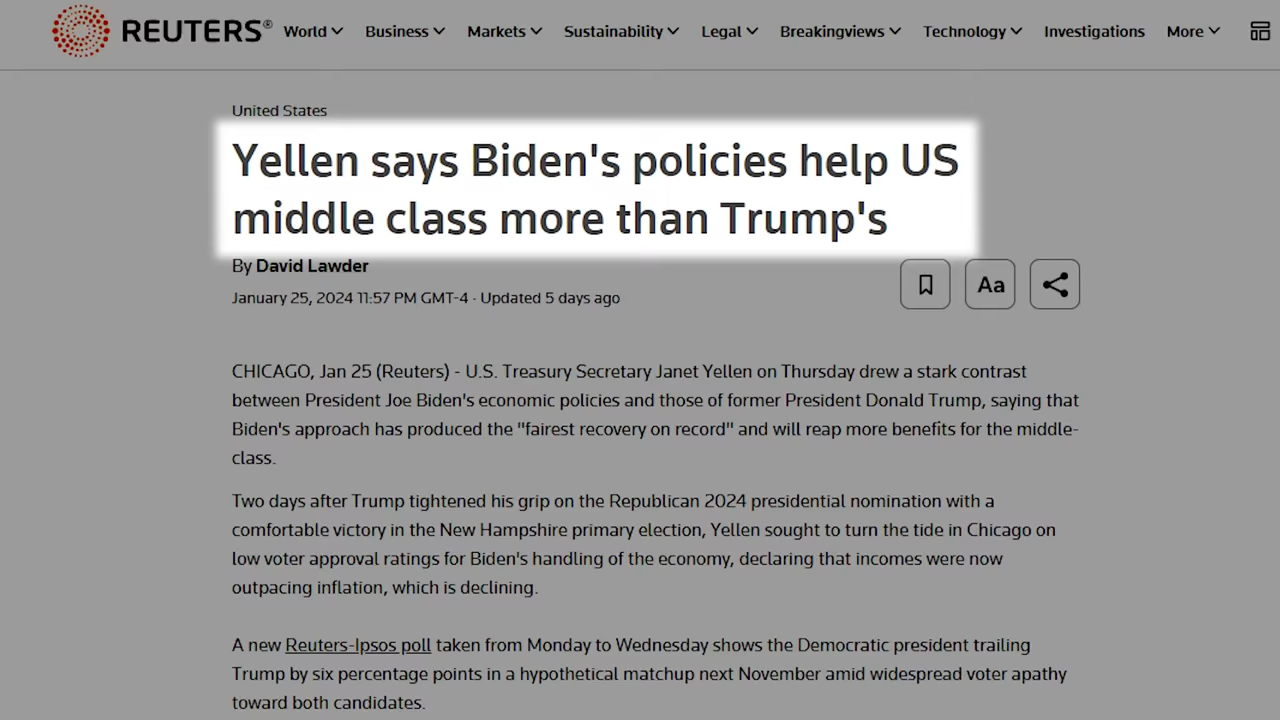 REUTERS®
World
Business
Markets
Sustainability
Legal
Breakingviews
Technology
Investigations
More
United States
Yellen says Biden's policies help US
middle class more than Trump's
By David Lawder
January 25, 2024 11:57 PM GMT-4 · Updated 5 days ago
Aa
CHICAGO, Jan 25 (Reuters) - U.S. Treasury Secretary Janet Yellen on Thursday drew a stark contrast
between President Joe Biden's economic policies and those of former President Donald Trump, saying that
Biden's approach has produced the "fairest recovery on record" and will reap more benefits for the middle-
class.
Two days after Trump tightened his grip on the Republican 2024 presidential nomination with a
comfortable victory in the New Hampshire primary election, Yellen sought to turn the tide in Chicago on
low voter approval ratings for Biden's handling of the economy, declaring that incomes were now
outpacing inflation, which is declining.
A new Reuters-Ipsos poll taken from Monday to Wednesday shows the Democratic president trailing
Trump by six percentage points in a hypothetical matchup next November amid widespread voter apathy
toward both candidates.